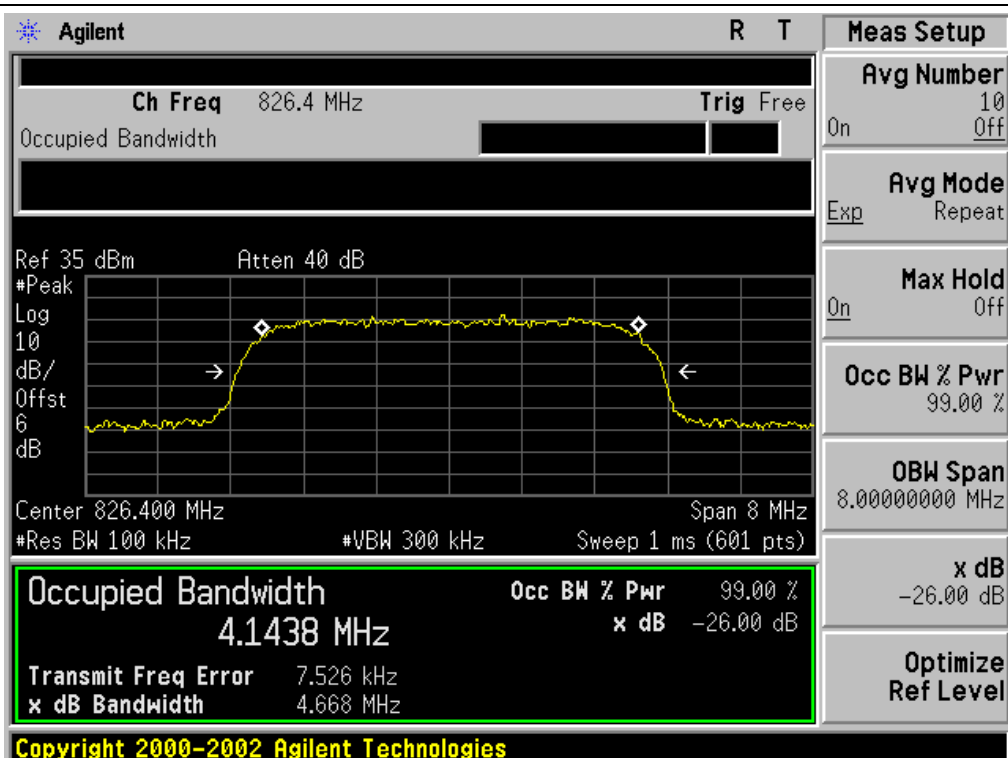 Agilent R T
Ch Freq 826.4 MHz Trig Free
Occupied Bandwidth
Ref 35 dBm Atten 40 dB
#Peak
Log
10
dB/
Offst
6
dB
Center 826.400 MHz Span 8 MHz
#Res BW 100 kHz #VBW 300 kHz Sweep 1 ms (601 pts)
Occupied Bandwidth Occ BW % Pwr 99.00 %
4.1438 MHz x dB -26.00 dB
Transmit Freq Error 7.526 kHz
x dB Bandwidth 4.668 MHz
Copyright 2000-2002 Agilent Technologies
Meas Setup
Avg Number
10
On Off
Avg Mode
Exp Repeat
Max Hold
On Off
Occ BW % Pwr
99.00 %
OBW Span
8.00000000 MHz
x dB
-26.00 dB
Optimize
Ref Level